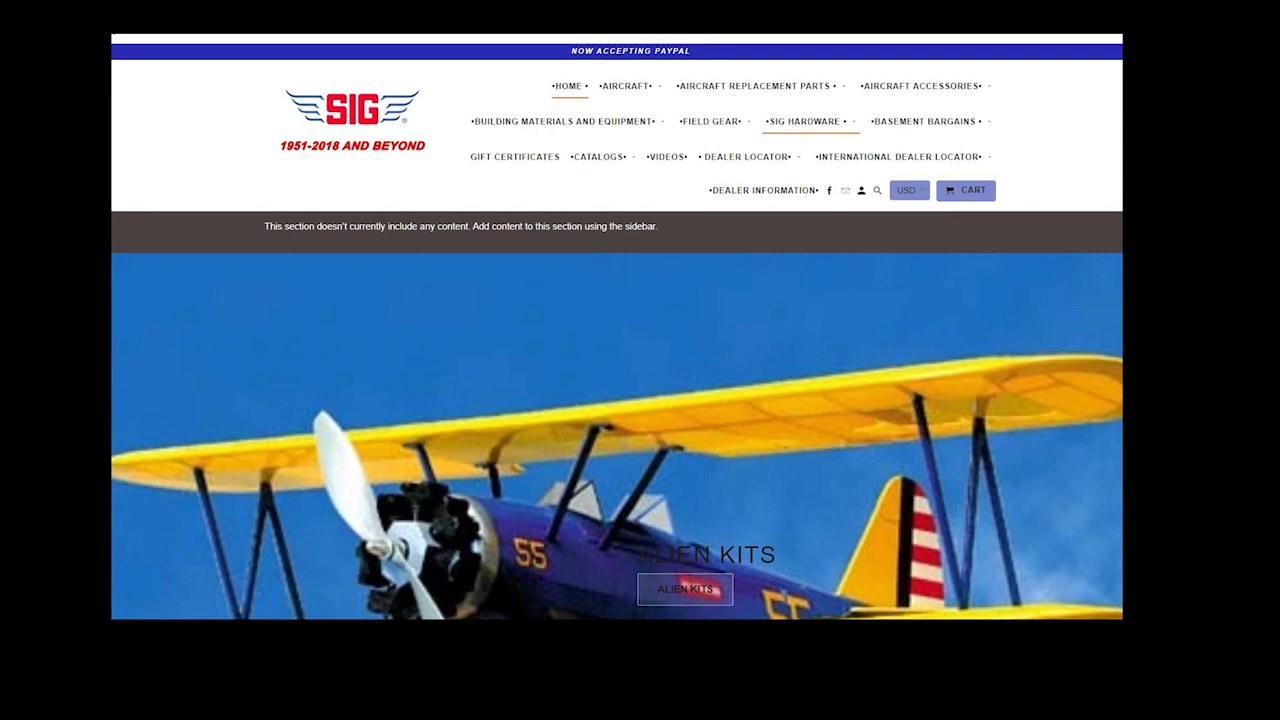 NOW ACCEPTING PAYPAL
SIG®
1951-2018 AND BEYOND
•HOME • •AIRCRAFT• •AIRCRAFT REPLACEMENT PARTS • •AIRCRAFT ACCESSORIES•
•BUILDING MATERIALS AND EQUIPMENT• •FIELD GEAR• •SIG HARDWARE • •BASEMENT BARGAINS •
GIFT CERTIFICATES •CATALOGS• •VIDEOS• • DEALER LOCATOR• •INTERNATIONAL DEALER LOCATOR•
•DEALER INFORMATION• USD CART
This section doesn't currently include any content. Add content to this section using the sidebar.
55
ALIEN KITS
ALIEN KITS
55